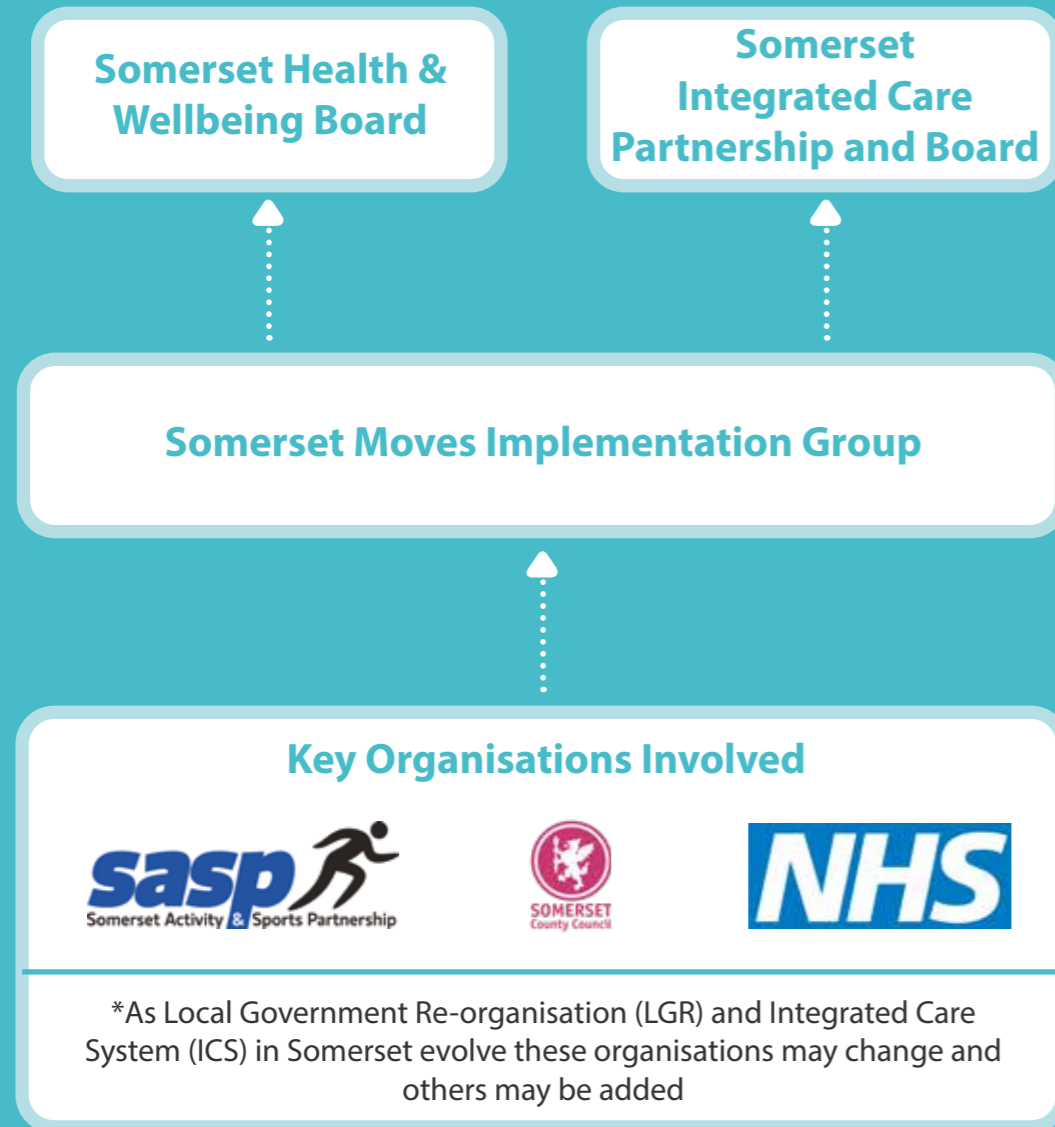 Somerset Health &
Wellbeing Board
Somerset
Integrated Care
Partnership and Board
Somerset Moves Implementation Group
Key Organisations Involved
sasp
Somerset Activity & Sports Partnership
SOMERSET
County Council
NHS
*As Local Government Re-organisation (LGR) and Integrated Care
System (ICS) in Somerset evolve these organisations may change and
others may be added